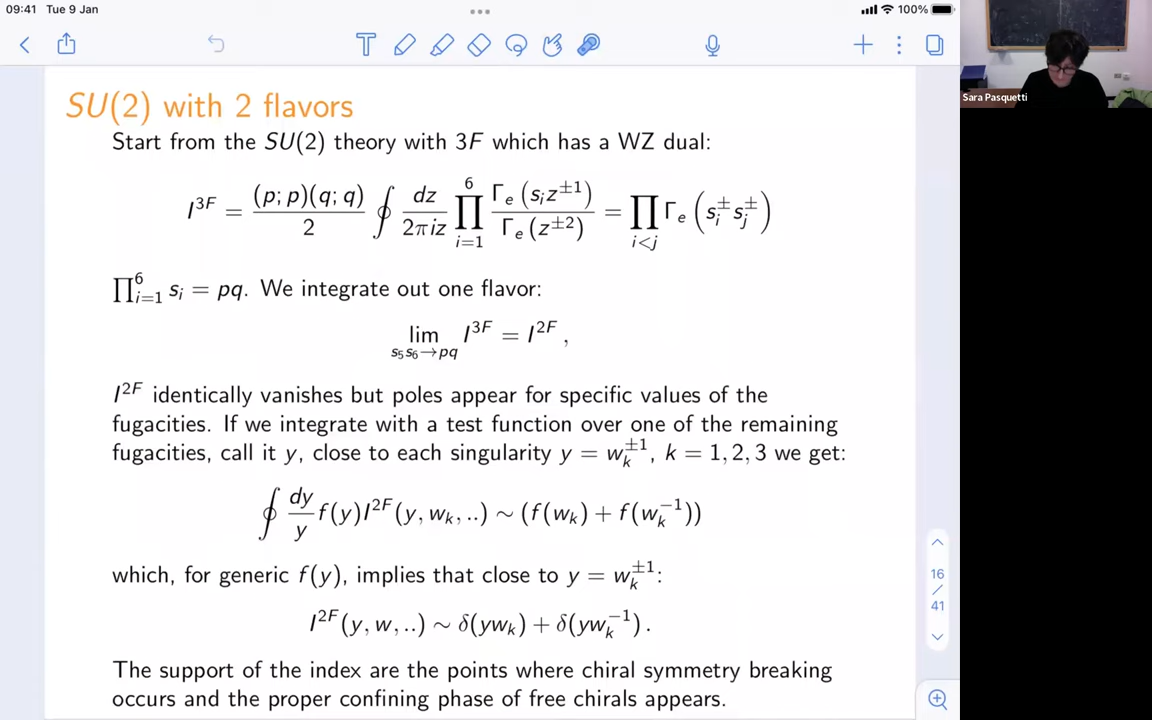 09:41 Tue 9 Jan
100%
SU(2) with 2 flavors
Start from the SU(2) theory with 3F which has a WZ dual:
I^{3F} = \frac{(p; p)(q; q)}{2} \oint \frac{dz}{2\pi iz} \prod_{i=1}^{6} \frac{\Gamma_e (s_i z^{\pm 1})}{\Gamma_e (z^{\pm 2})} = \prod_{i<j} \Gamma_e (s_i^{\pm} s_j^{\pm})
\prod_{i=1}^{6} s_i = pq. We integrate out one flavor:
\lim_{s_5 s_6 \to pq} I^{3F} = I^{2F},
I^{2F} identically vanishes but poles appear for specific values of the
fugacities. If we integrate with a test function over one of the remaining
fugacities, call it y, close to each singularity y = w_k^{\pm 1}, k = 1, 2, 3 we get:
\oint \frac{dy}{y} f(y) I^{2F}(y, w_k, ..) \sim (f(w_k) + f(w_k^{-1}))
which, for generic f(y), implies that close to y = w_k^{\pm 1}:
I^{2F}(y, w, ..) \sim \delta(yw_k) + \delta(yw_k^{-1}).
The support of the index are the points where chiral symmetry breaking
occurs and the proper confining phase of free chirals appears.
16
/
41
Sara Pasquetti